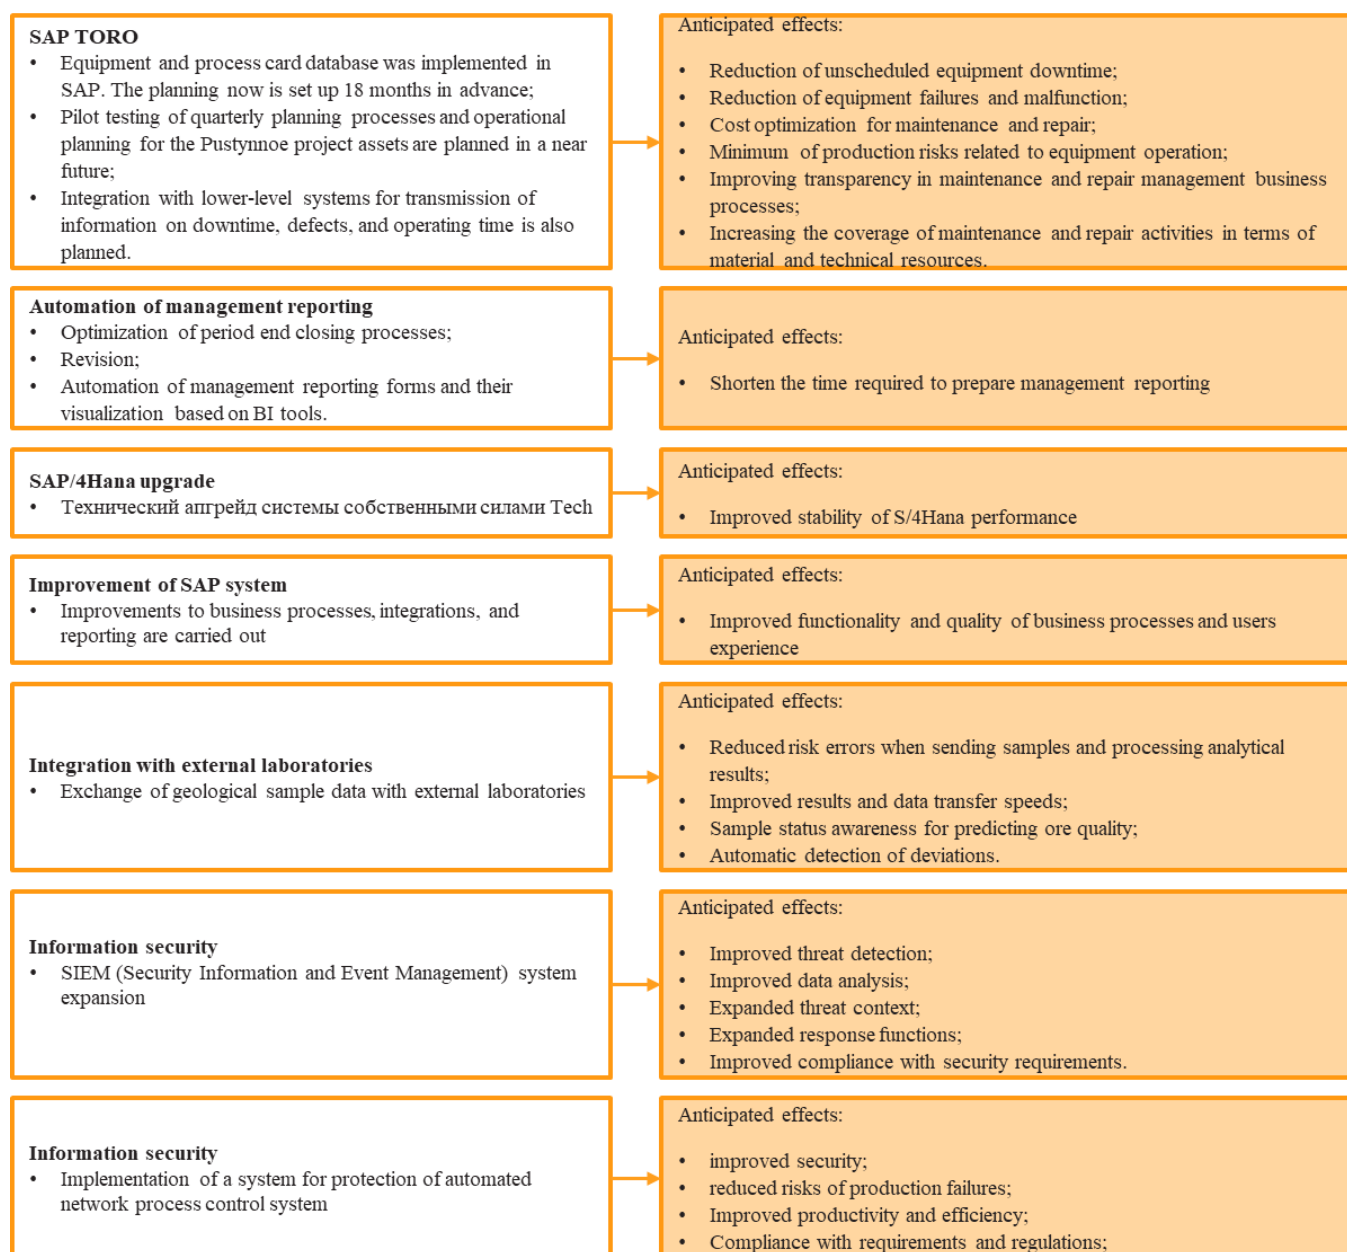 SAP TORO
• Equipment and process card database was implemented in
SAP. The planning now is set up 18 months in advance;
• Pilot testing of quarterly planning processes and operational
planning for the Pustynnoe project assets are planned in a near
future;
• Integration with lower-level systems for transmission of
information on downtime, defects, and operating time is also
planned.
Anticipated effects:
• Reduction of unscheduled equipment downtime;
• Reduction of equipment failures and malfunction;
• Cost optimization for maintenance and repair;
• Minimum of production risks related to equipment operation;
• Improving transparency in maintenance and repair management business
processes;
• Increasing the coverage of maintenance and repair activities in terms of
material and technical resources.
Automation of management reporting
• Optimization of period end closing processes;
• Revision;
• Automation of management reporting forms and their
visualization based on BI tools.
Anticipated effects:
• Shorten the time required to prepare management reporting
SAP/4Hana upgrade
• Технический апгрейд системы собственными силами Tech
Anticipated effects:
• Improved stability of S/4Hana performance
Improvement of SAP system
• Improvements to business processes, integrations, and
reporting are carried out
Anticipated effects:
• Improved functionality and quality of business processes and users
experience
Integration with external laboratories
• Exchange of geological sample data with external laboratories
Anticipated effects:
• Reduced risk errors when sending samples and processing analytical
results;
• Improved results and data transfer speeds;
• Sample status awareness for predicting ore quality;
• Automatic detection of deviations.
Information security
• SIEM (Security Information and Event Management) system
expansion
Anticipated effects:
• Improved threat detection;
• Improved data analysis;
• Expanded threat context;
• Expanded response functions;
• Improved compliance with security requirements.
Information security
• Implementation of a system for protection of automated
network process control system
Anticipated effects:
• improved security;
• reduced risks of production failures;
• Improved productivity and efficiency;
• Compliance with requirements and regulations;